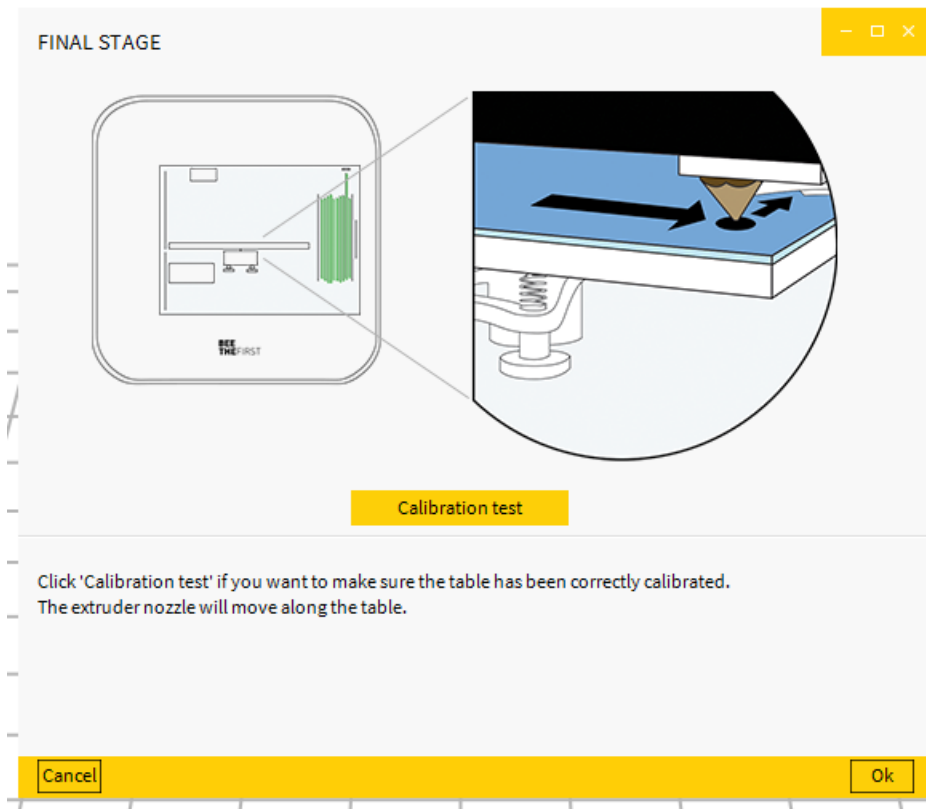 FINAL STAGE
BEE
THEFIRST
Calibration test
Click 'Calibration test' if you want to make sure the table has been correctly calibrated.
The extruder nozzle will move along the table.
Cancel
Ok